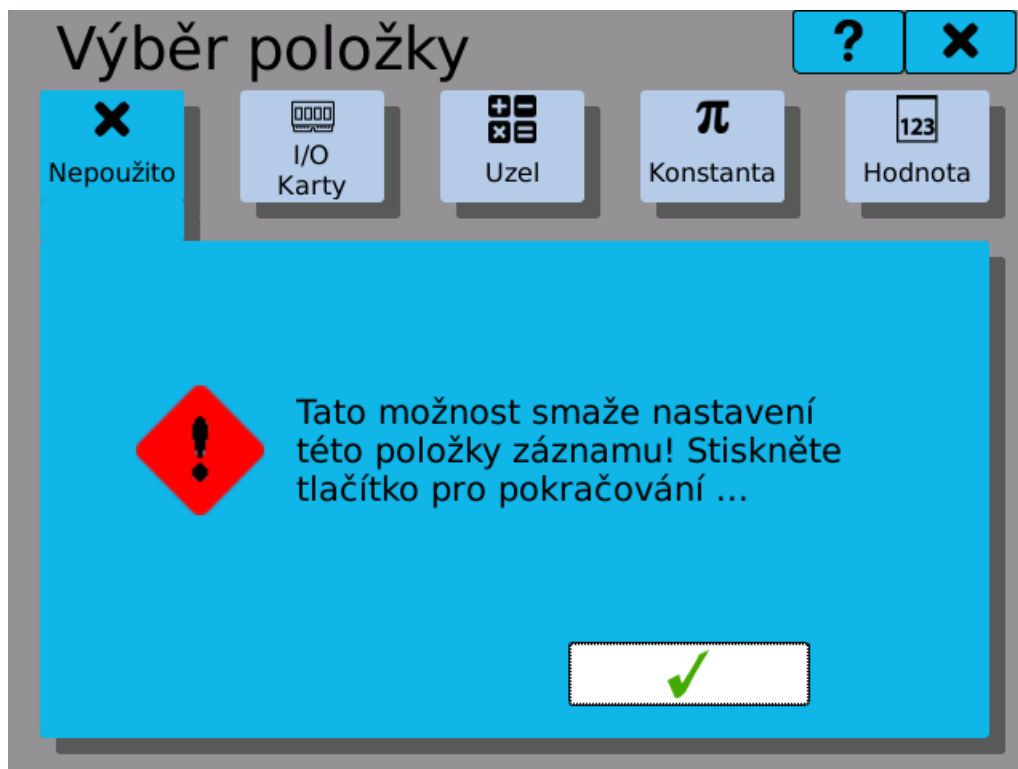 Výběr položky
?
Nepoužito
I/O
Karty
Uzel
π
Konstanta
123
Hodnota
Tato možnost smaže nastavení
této položky záznamu! Stiskněte
tlačítko pro pokračování ...